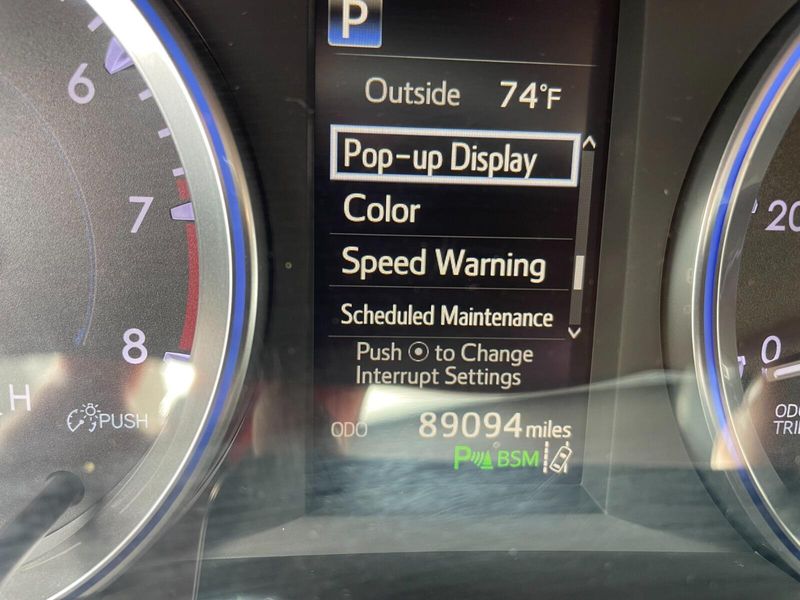 P
Outside 74°F
Pop-up Display
Color
Speed Warning
Scheduled Maintenance
Push to Change
Interrupt Settings
ODO 89094 miles
P BSM
6
7
8
H
PUSH
20
0
ODO
TRI